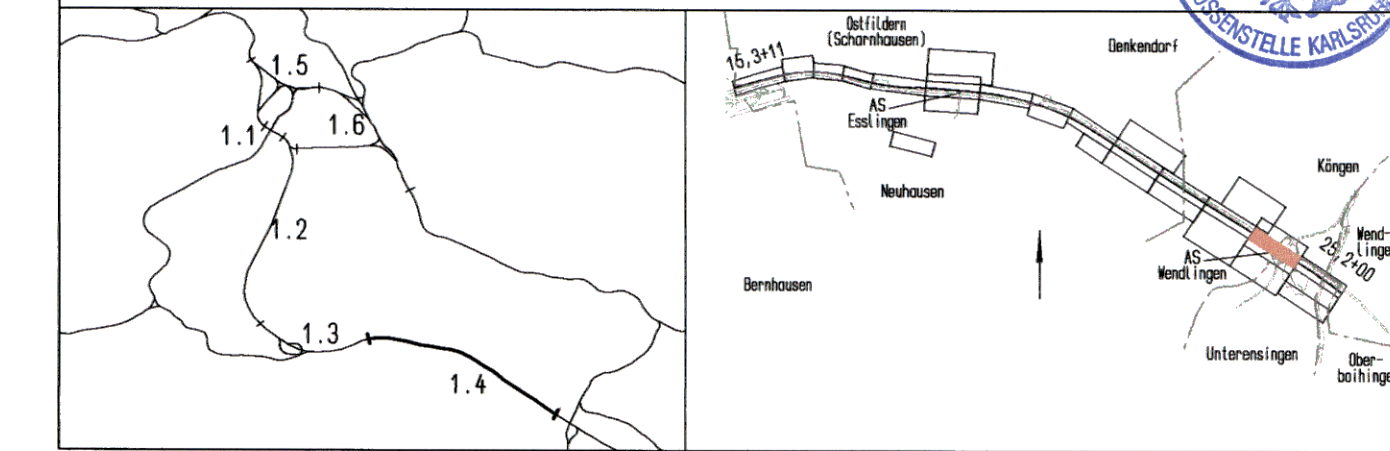 1.5
1.1
1.6
1.2
1.3
1.4
Ostfildern
(Scharnhausen)
Denkendorf
15,3+11
AS
Esslingen
Neuhausen
Köngen
Wend-
linge
25,2+00
AS
Wendlingen
Bernhausen
Unterensingen
Ober-
boihinge
SSENSTELLE KARLSRUH